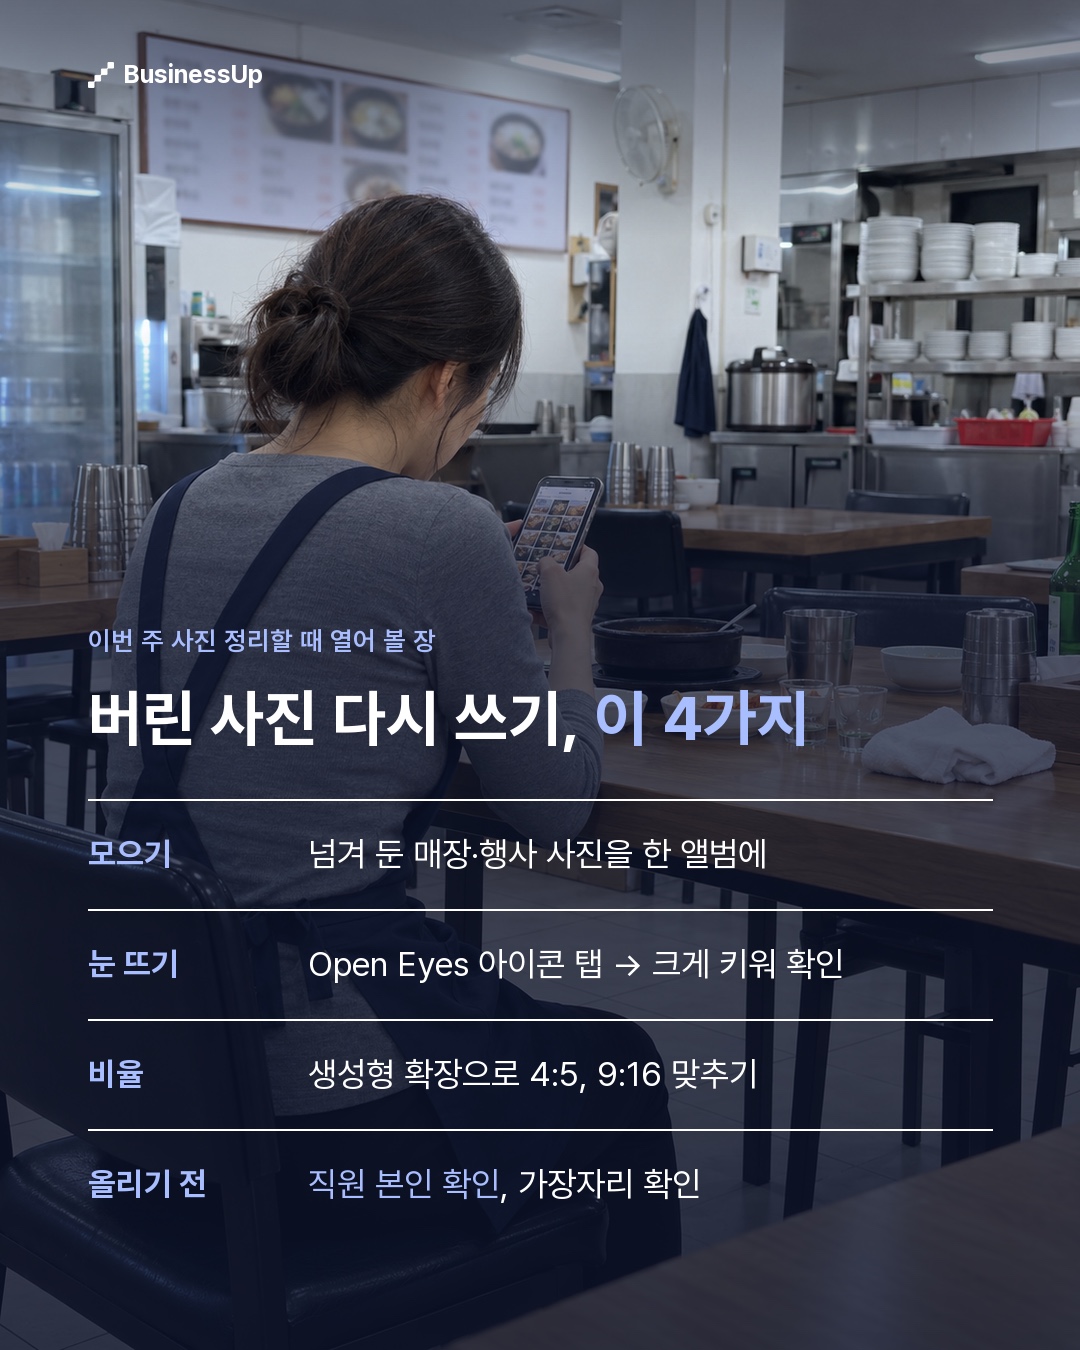 BusinessUp
이번 주 사진 정리할 때 열어 볼 장
버린 사진 다시 쓰기, 이 4가지
모으기 넘겨 둔 매장·행사 사진을 한 앨범에
눈 뜨기 Open Eyes 아이콘 탭 → 크게 키워 확인
비율 생성형 확장으로 4:5, 9:16 맞추기
올리기 전 직원 본인 확인, 가장자리 확인